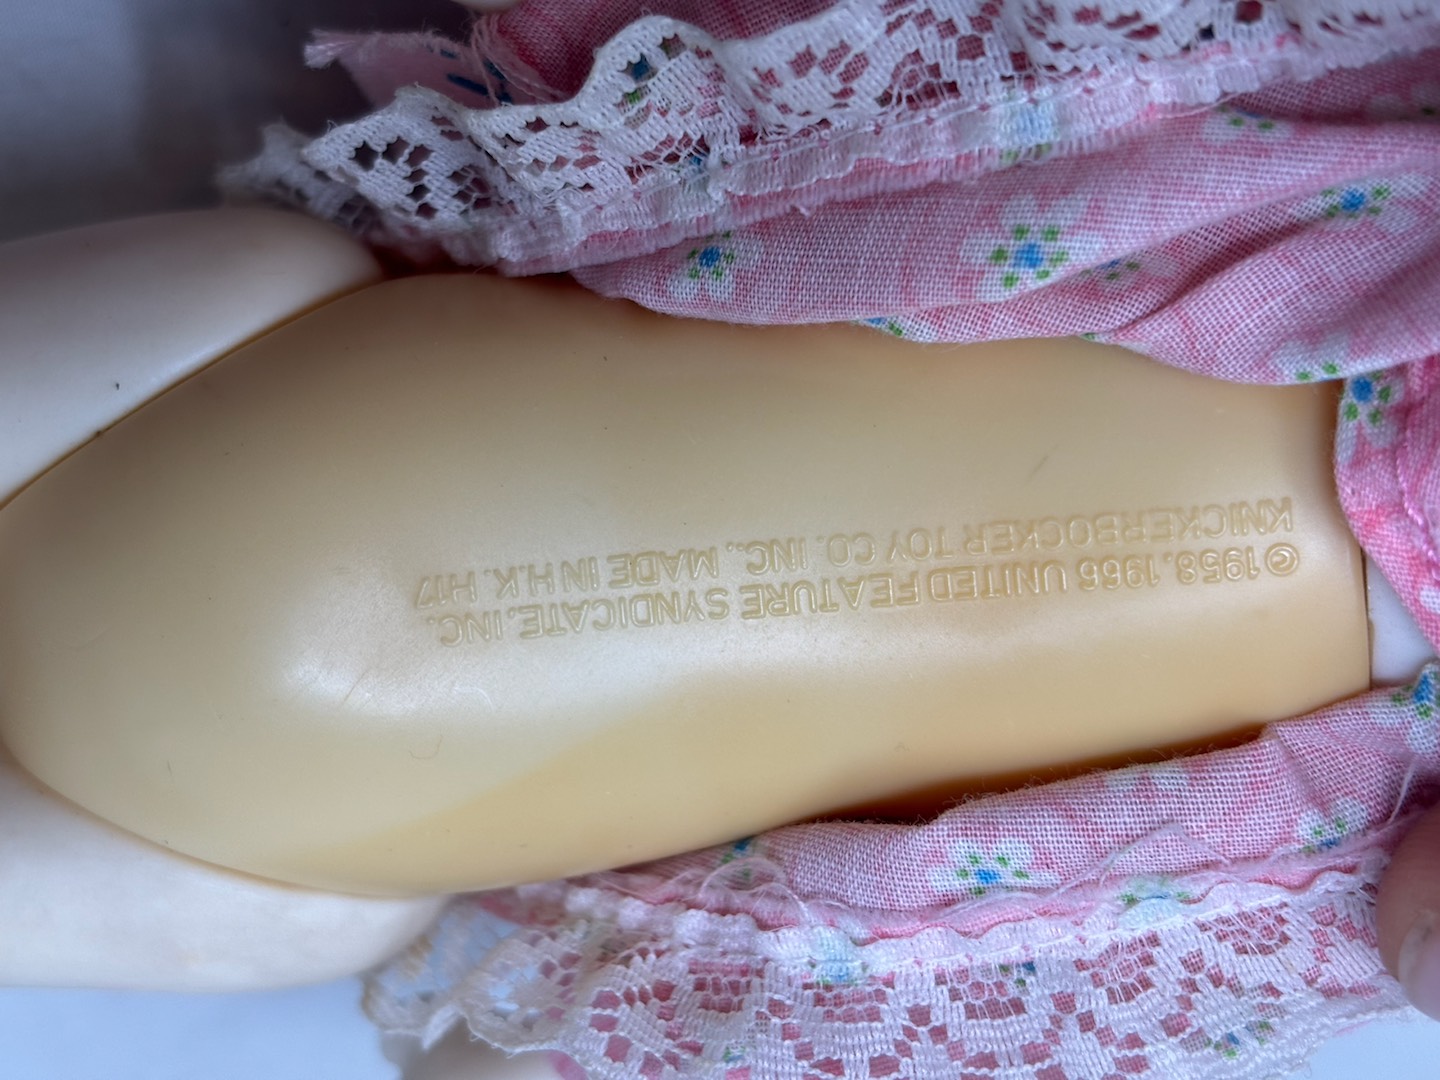 ©1958, 1966 UNITED FEATURE SYNDICATE, INC.
KNICKERBOCKER TOY CO. INC., MADE IN H.K. H17